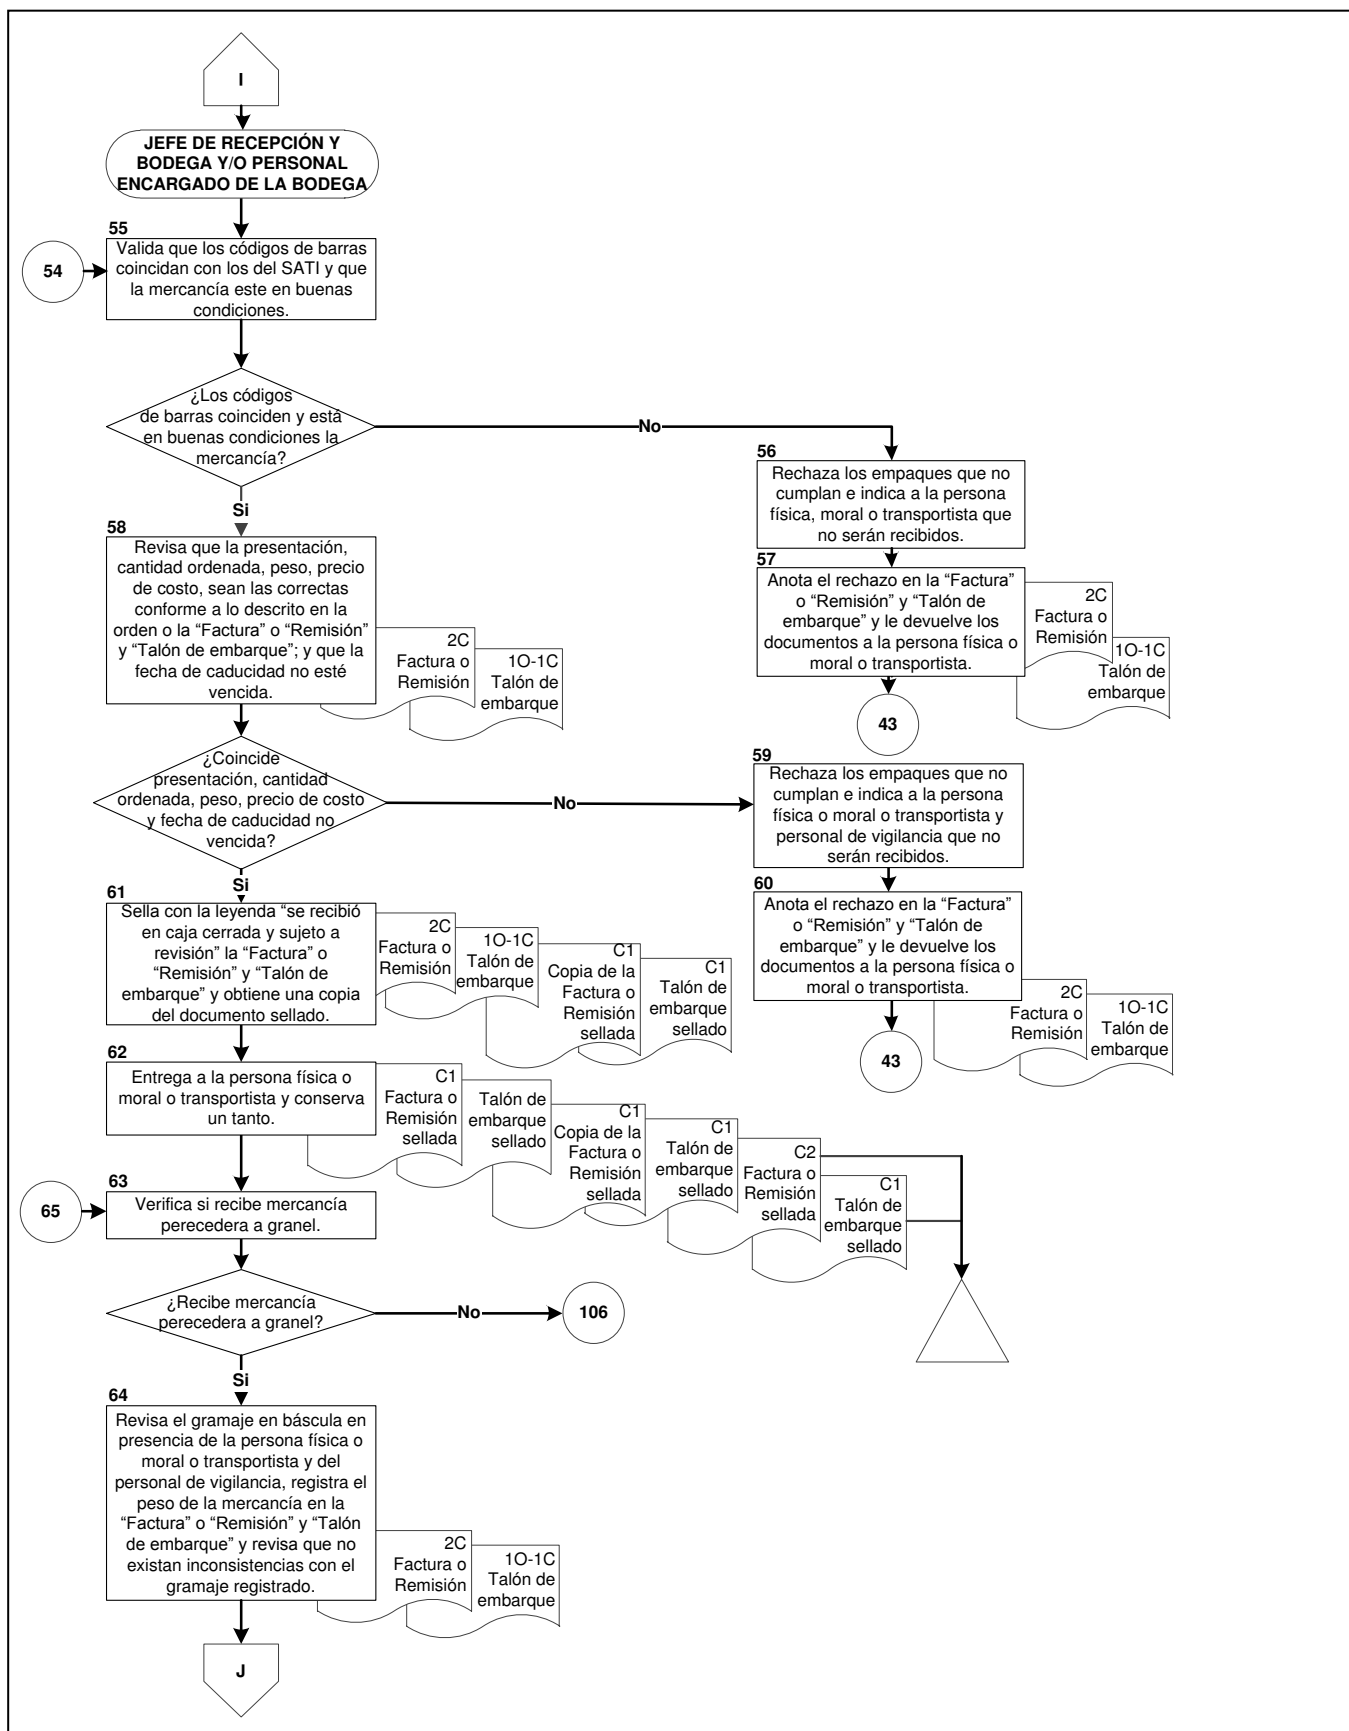 I
JEFE DE RECEPCIÓN Y
BODEGA Y/O PERSONAL
ENCARGADO DE LA BODEGA
55
54
Valida que los códigos de barras
coincidan con los del SATI y que
la mercancía este en buenas
condiciones.
¿Los códigos
de barras coinciden y está
en buenas condiciones la
mercancía?
No
Si
56
Rechaza los empaques que no
cumplan e indica a la persona
física, moral o transportista que
no serán recibidos.
57
Anota el rechazo en la “Factura”
o “Remisión” y “Talón de
embarque” y le devuelve los
documentos a la persona física o
moral o transportista.
2C
Factura o
Remisión
1O-1C
Talón de
embarque
43
58
Revisa que la presentación,
cantidad ordenada, peso, precio
de costo, sean las correctas
conforme a lo descrito en la
orden o la “Factura” o “Remisión”
y “Talón de embarque”; y que la
fecha de caducidad no esté
vencida.
2C
Factura o
Remisión
1O-1C
Talón de
embarque
¿Coincide
presentación, cantidad
ordenada, peso, precio de costo
y fecha de caducidad no
vencida?
No
Si
59
Rechaza los empaques que no
cumplan e indica a la persona
física o moral o transportista y
personal de vigilancia que no
serán recibidos.
60
Anota el rechazo en la “Factura”
o “Remisión” y “Talón de
embarque” y le devuelve los
documentos a la persona física o
moral o transportista.
2C
Factura o
Remisión
1O-1C
Talón de
embarque
43
61
Sella con la leyenda “se recibió
en caja cerrada y sujeto a
revisión” la “Factura” o
“Remisión” y “Talón de
embarque” y obtiene una copia
del documento sellado.
2C
Factura o
Remisión
1O-1C
Talón de
embarque
C1
Copia de la
Factura o
Remisión
sellada
C1
Talón de
embarque
sellado
62
Entrega a la persona física o
moral o transportista y conserva
un tanto.
C1
Factura o
Remisión
sellada
Talón de
embarque
sellado
C1
Copia de la
Factura o
Remisión
sellada
C1
Talón de
embarque
sellado
C2
Factura o
Remisión
sellada
C1
Talón de
embarque
sellado
63
65
Verifica si recibe mercancía
perecedera a granel.
¿Recibe mercancía
perecedera a granel?
No
106
Si
64
Revisa el gramaje en báscula en
presencia de la persona física o
moral o transportista y del
personal de vigilancia, registra el
peso de la mercancía en la
“Factura” o “Remisión” y “Talón
de embarque” y revisa que no
existan inconsistencias con el
gramaje registrado.
2C
Factura o
Remisión
1O-1C
Talón de
embarque
J